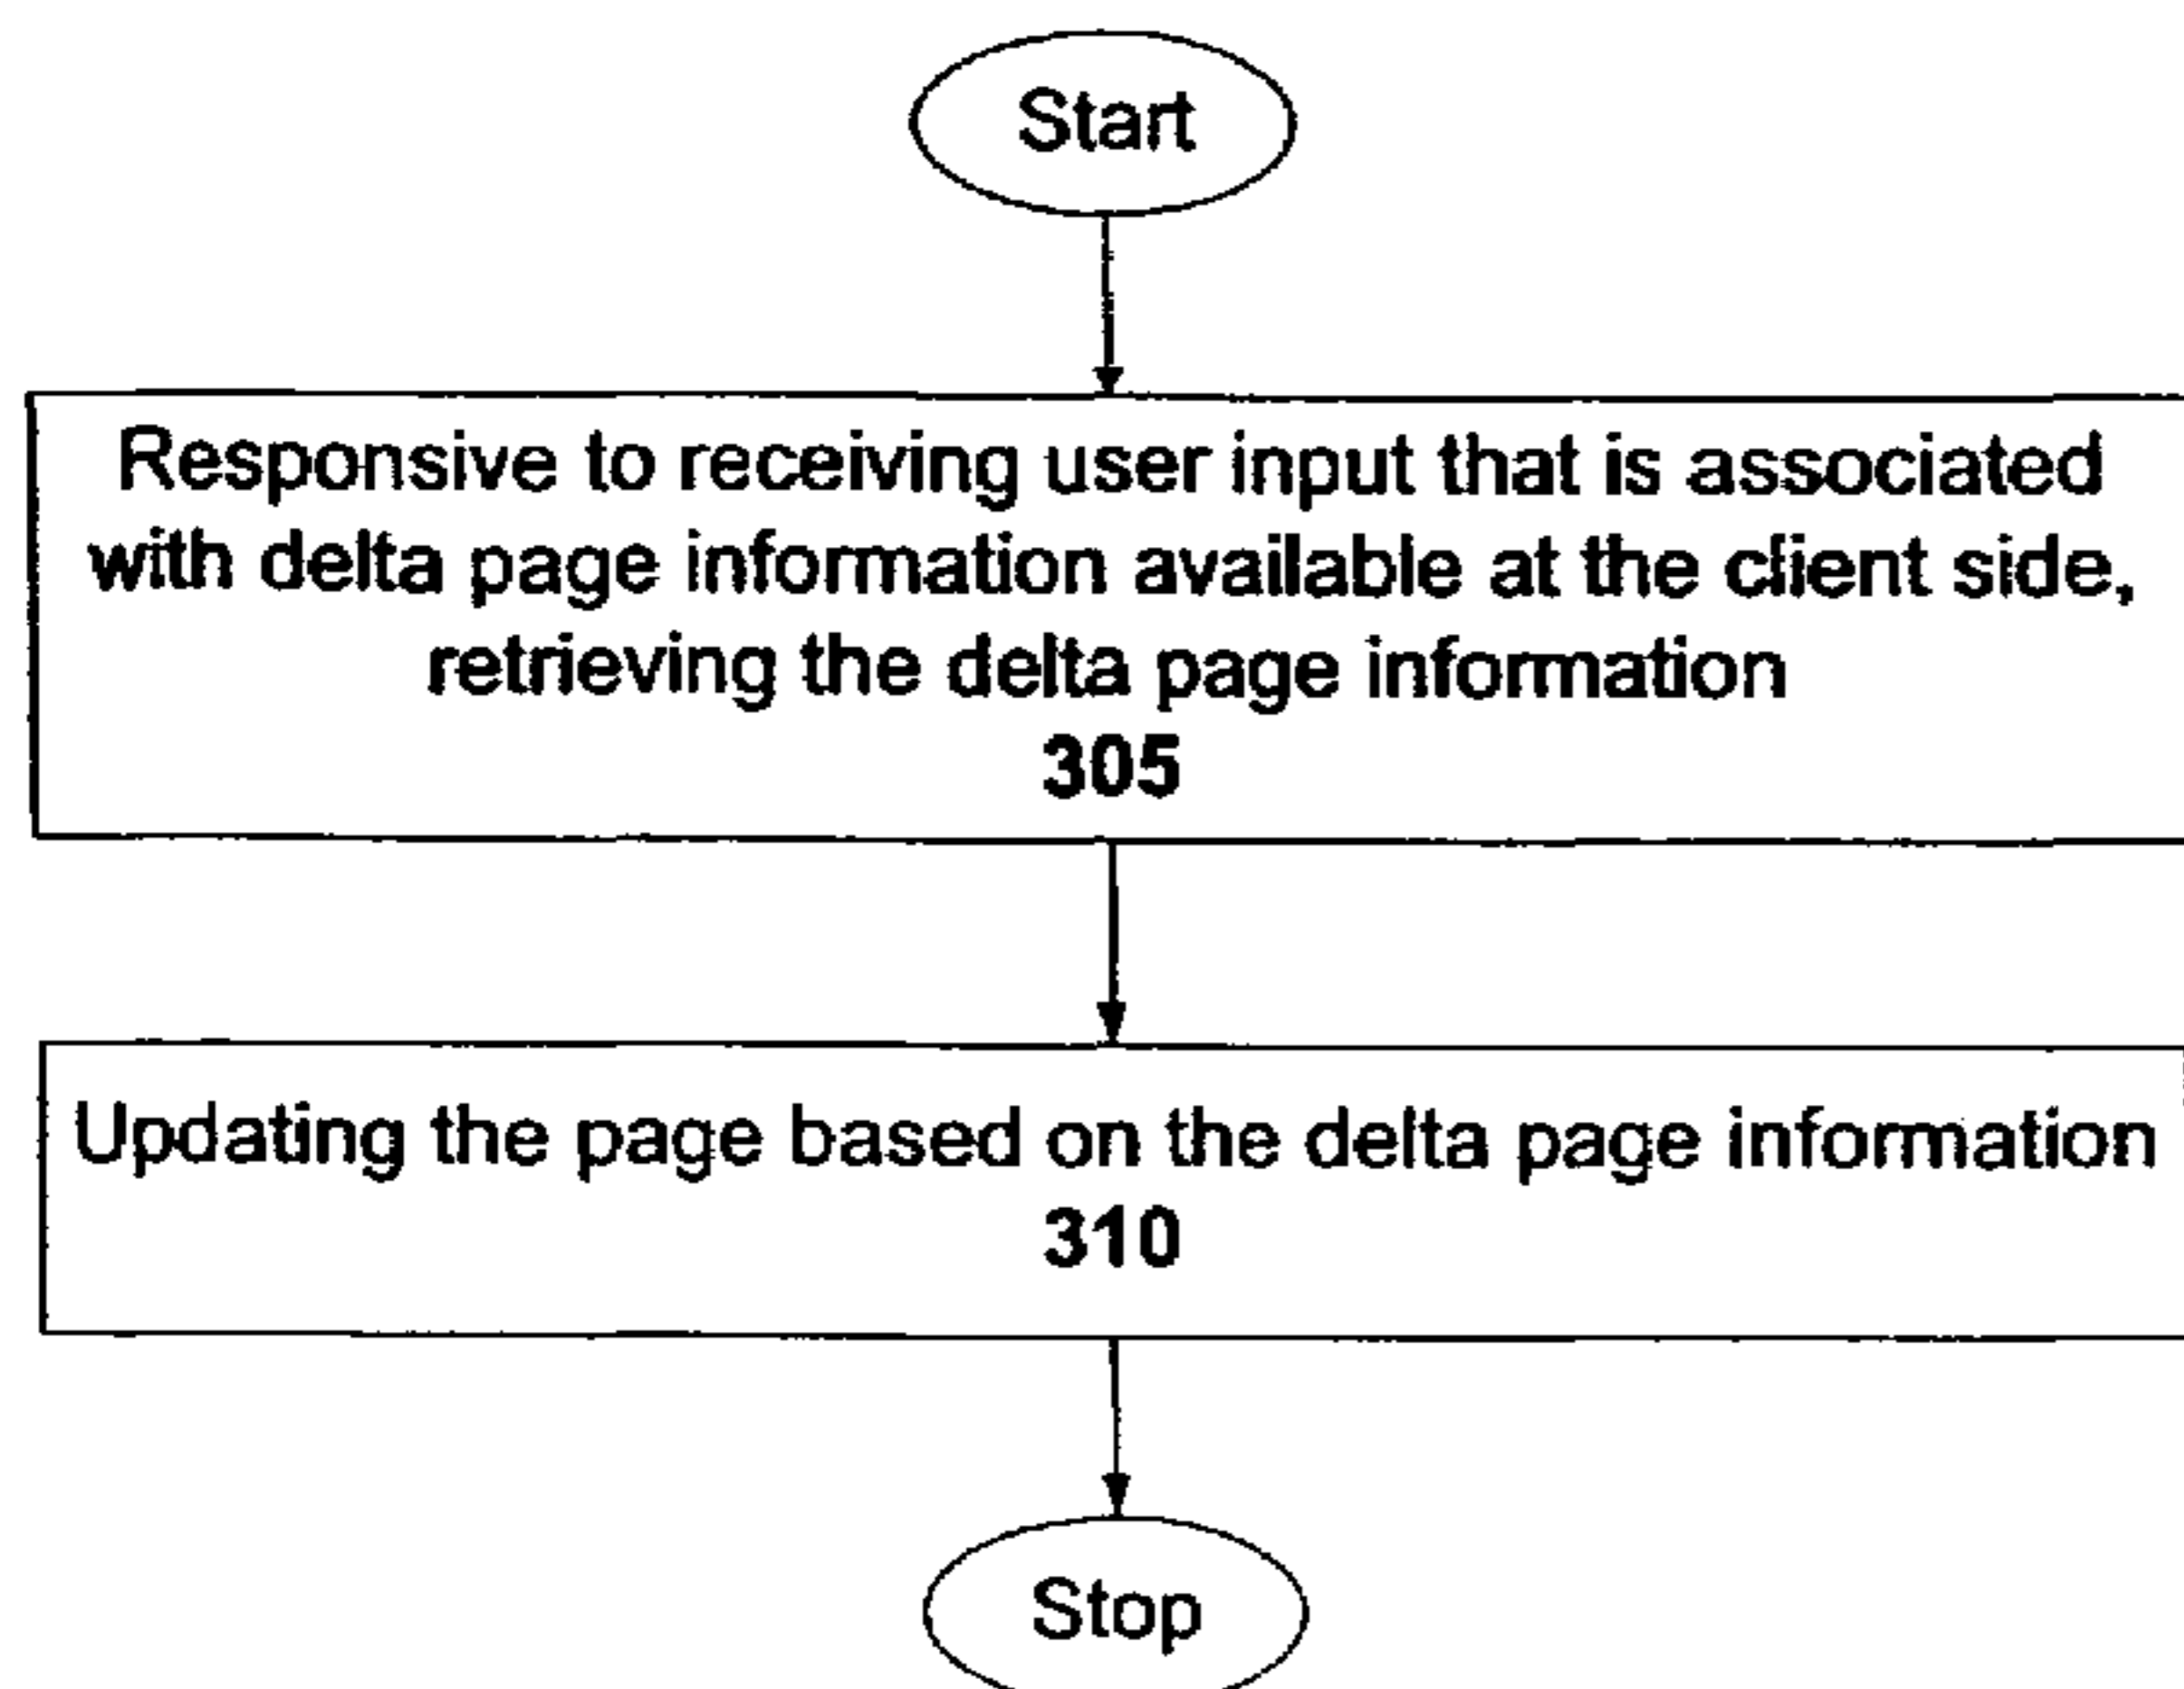 Start
Responsive to receiving user input that is associated
with delta page information available at the client side,
retrieving the delta page information
305
Updating the page based on the delta page information
310
Stop